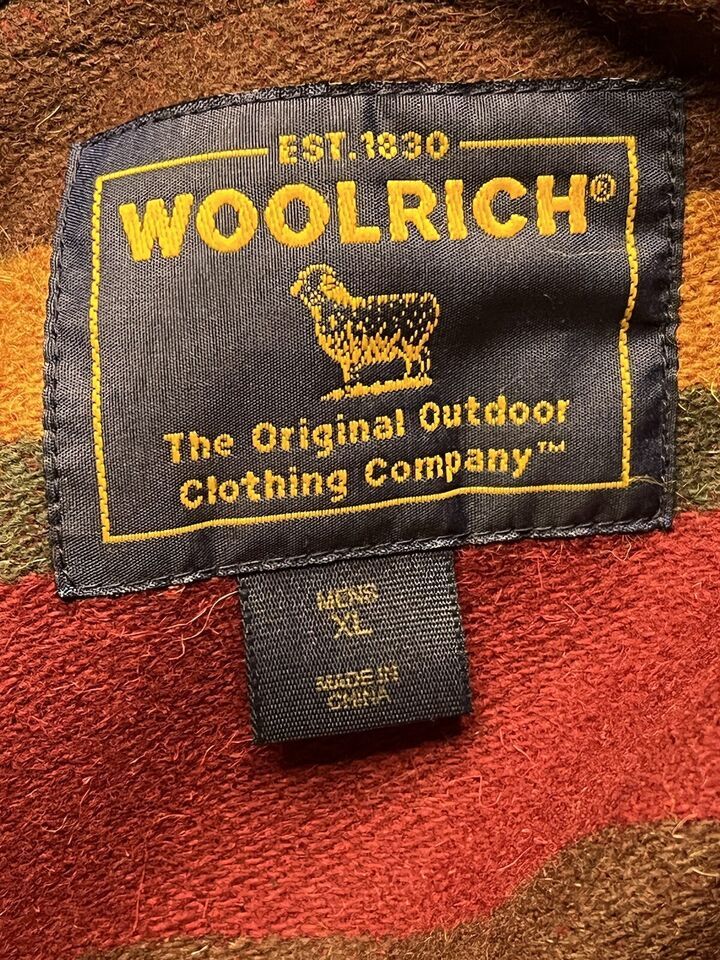 EST. 1830
WOOLRICH®
The Original Outdoor
Clothing Company™
MENS
XL
MADE IN
CHINA